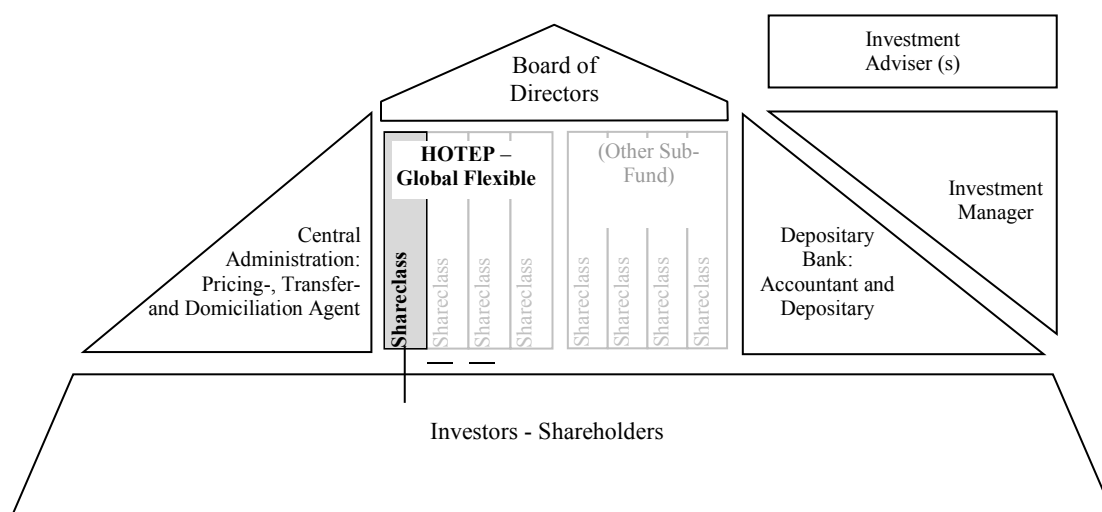 Investment
Adviser (s)
Board of
Directors
HOTEP –
Global Flexible
(Other Sub-
Fund)
Investment
Manager
Central
Administration:
Pricing-, Transfer-
and Domiciliation Agent
Depositary
Bank:
Accountant and
Depositary
Shareclass
Shareclass
Shareclass
Shareclass
Shareclass
Shareclass
Shareclass
Shareclass
Investors - Shareholders